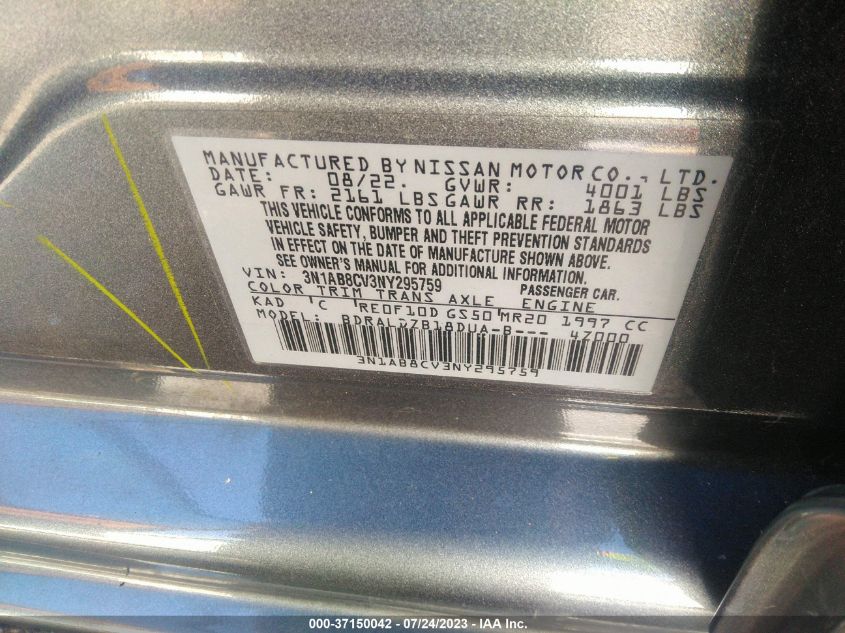 MANUFACTURED BY NISSAN MOTOR CO., LTD.
DATE: 08/22. GVWR: 4001 LBS
GAWR FR: 2161 LBS GAWR RR: 1863 LBS
THIS VEHICLE CONFORMS TO ALL APPLICABLE FEDERAL MOTOR
VEHICLE SAFETY, BUMPER AND THEFT PREVENTION STANDARDS
IN EFFECT ON THE DATE OF MANUFACTURE SHOWN ABOVE.
SEE OWNER'S MANUAL FOR ADDITIONAL INFORMATION.
VIN: 3N1AB8CV3NY295759 PASSENGER CAR.
COLOR TRIM TRANS AXLE ENGINE
KAD C RE0F10D GS50 MR20 1997 CC
MODEL: BDRALDZB18DUA-B--- 4Z000
3N1AB8CV3NY295759
000-37150042 / 07/24/2023 - IAA Inc.